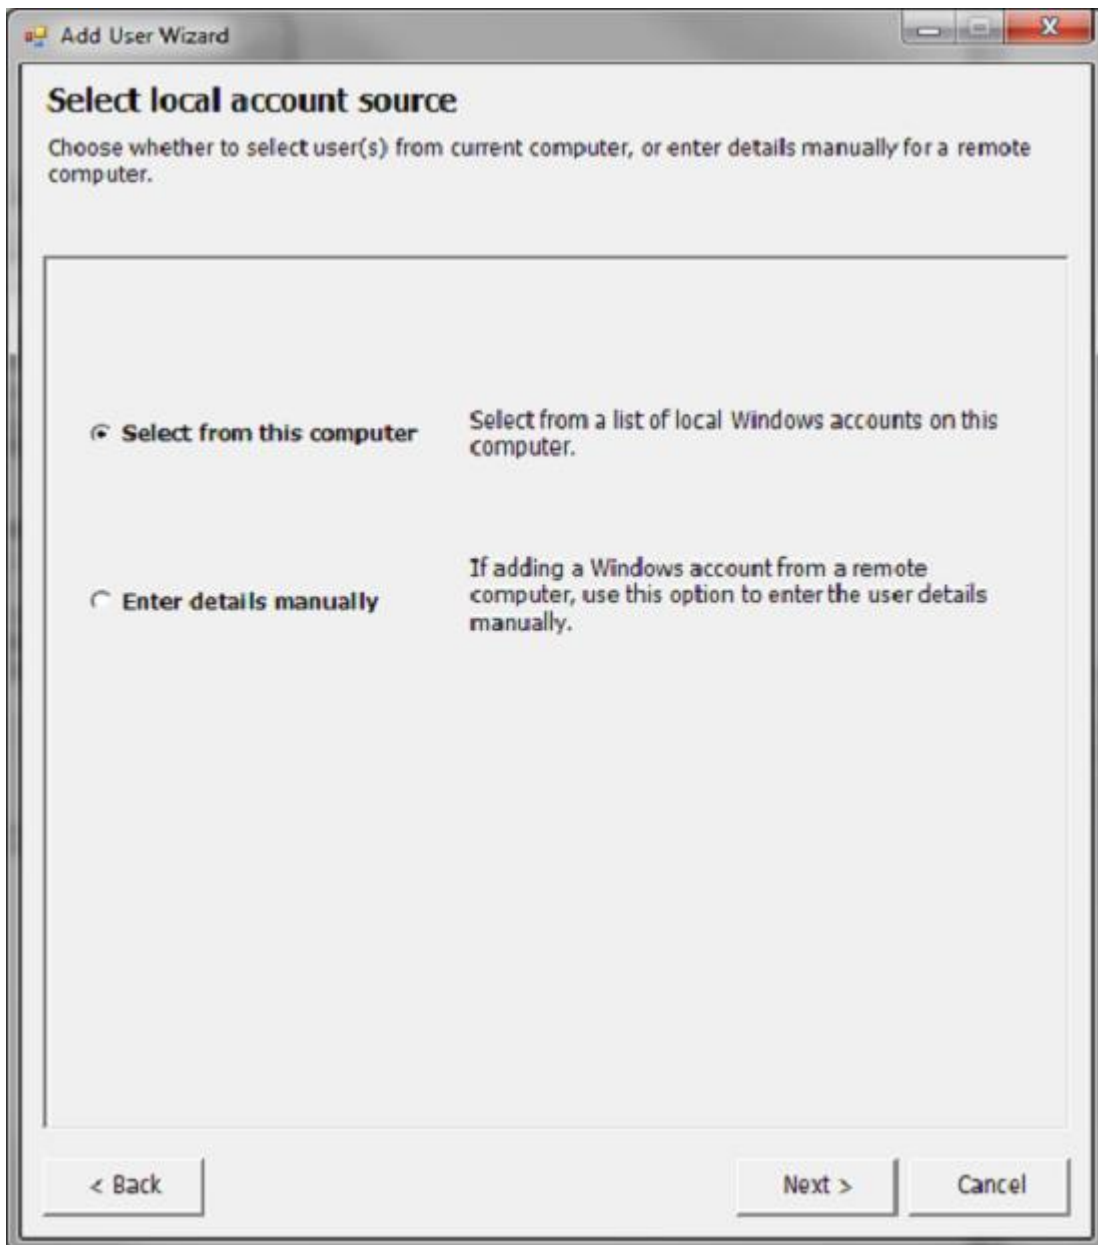 Add User Wizard
Select local account source
Choose whether to select user(s) from current computer, or enter details manually for a remote
computer.
Select from this computer
Select from a list of local Windows accounts on this
computer.
Enter details manually
If adding a Windows account from a remote
computer, use this option to enter the user details
manually.
< Back
Next >
Cancel